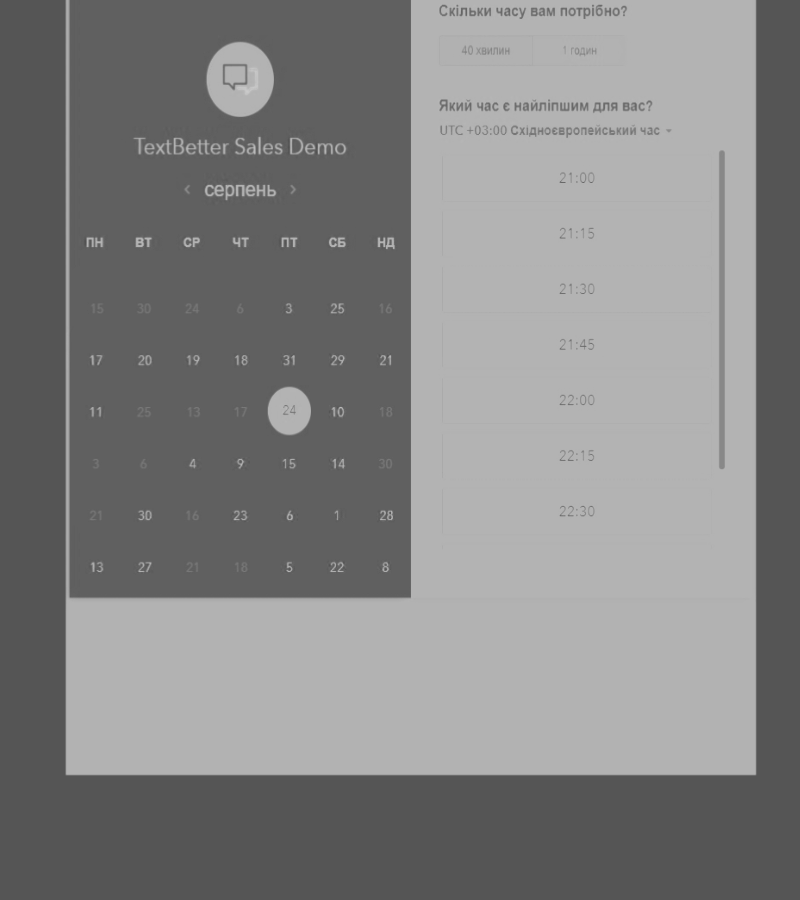 TextBetter Sales Demo
‹ серпень ›
ПН ВТ СР ЧТ ПТ СБ НД
15 30 24 6 3 25 16
17 20 19 18 31 29 21
11 25 13 17 24 10 18
3 6 4 9 15 14 30
21 30 16 23 6 1 28
13 27 21 18 5 22 8
Скільки часу вам потрібно?
40 хвилин 1 годин
Який час є найліпшим для вас?
UTC +03:00 Східноєвропейський час
21:00
21:15
21:30
21:45
22:00
22:15
22:30